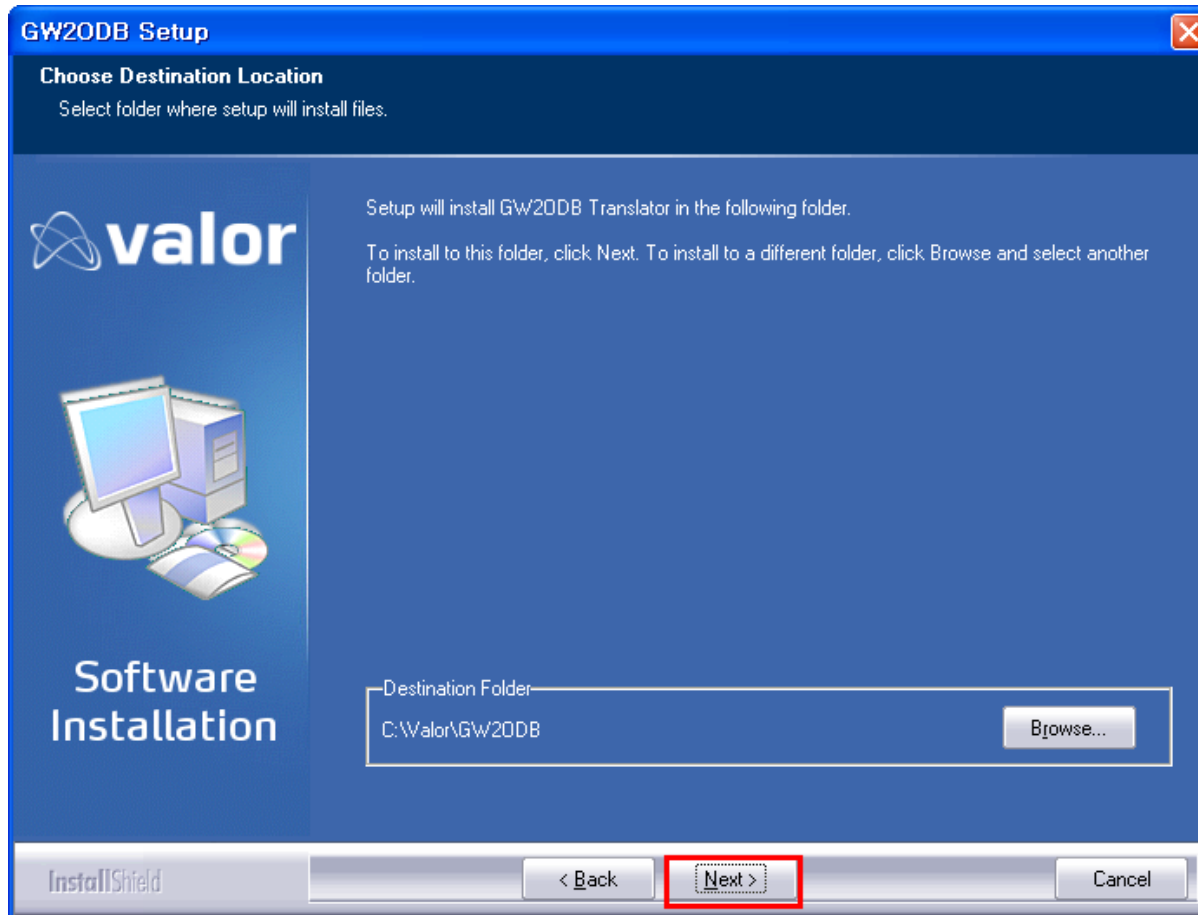 GW2ODB Setup
Choose Destination Location
Select folder where setup will install files.
valor
Setup will install GW2ODB Translator in the following folder.
To install to this folder, click Next. To install to a different folder, click Browse and select another
folder.
Software
Installation
Destination Folder
C:\Valor\GW2ODB
Browse...
InstallShield
< Back
Next >
Cancel